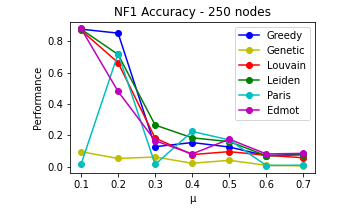 NF1 Accuracy - 250 nodes
Performance
0.8
0.6
0.4
0.2
0.0
Greedy
Genetic
Louvain
Leiden
Paris
Edmot
0.1 0.2 0.3 0.4 0.5 0.6 0.7
μ